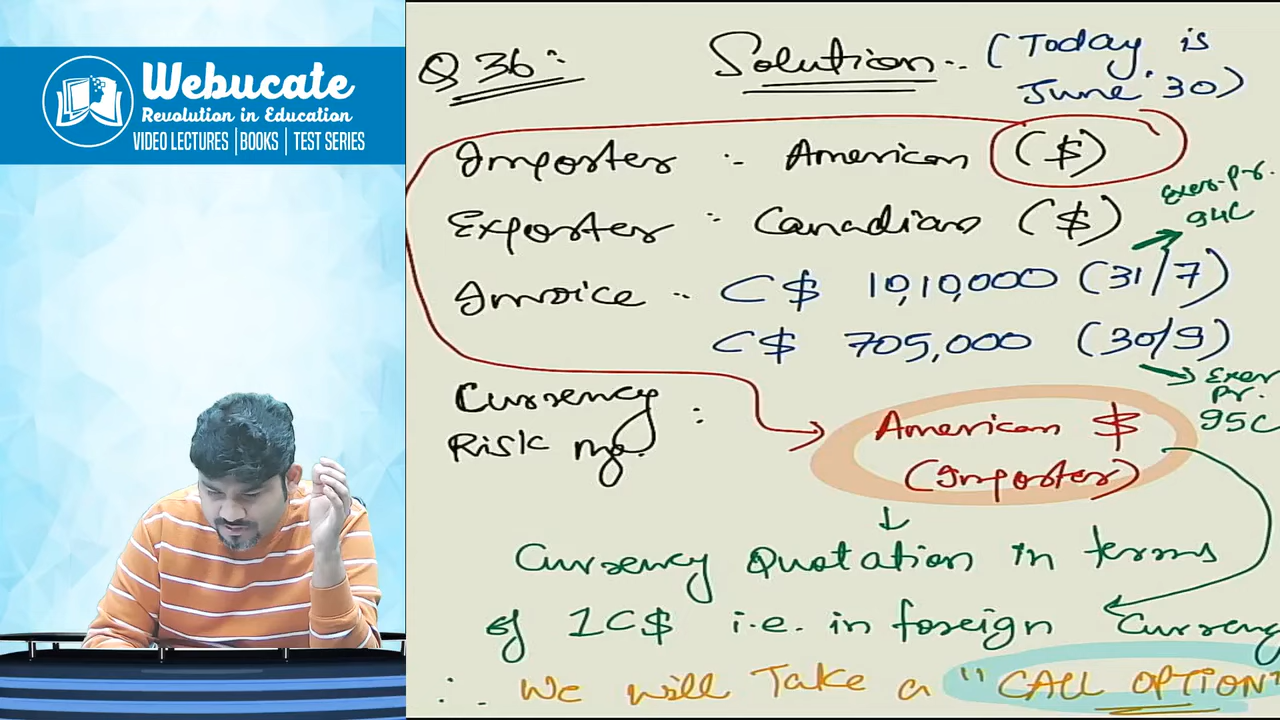 Webucate
Revolution in Education
VIDEO LECTURES | BOOKS | TEST SERIES
Q 36:
Solution:. (Today is
June 30)
Importer :- American ($)
Exporter :- Canadian ($)
Invoice :- C$ 10,10,000 (31/7)
Exer. pr.
94c
C$ 705,000 (30/9)
Exer
pr.
95c
Currency
Risk mg. :
American $
(Importer)
Currency Quotation in terms
of 1C$ i.e. in foreign Currency
∴ We will Take a "CALL OPTION"